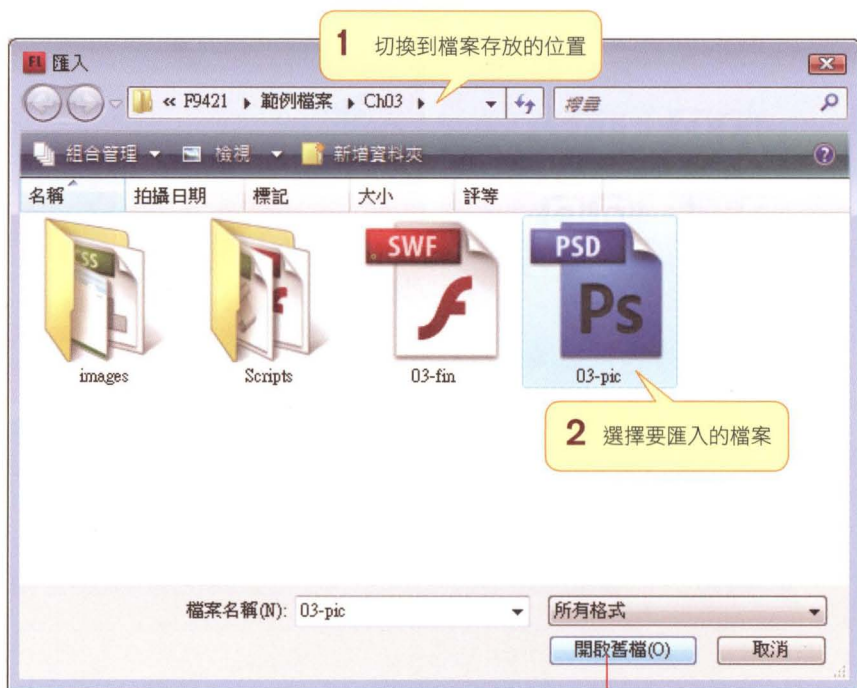 1 切換到檔案存放的位置
FL 匯入
« F9421 ▸ 範例檔案 ▸ Ch03 ▸
搜尋
組合管理 檢視 新增資料夾
名稱 拍攝日期 標記 大小 評等
SS
SWF
PSD
Ps
images Scripts 03-fin 03-pic
2 選擇要匯入的檔案
檔案名稱(N): 03-pic 所有格式
開啟舊檔(O) 取消